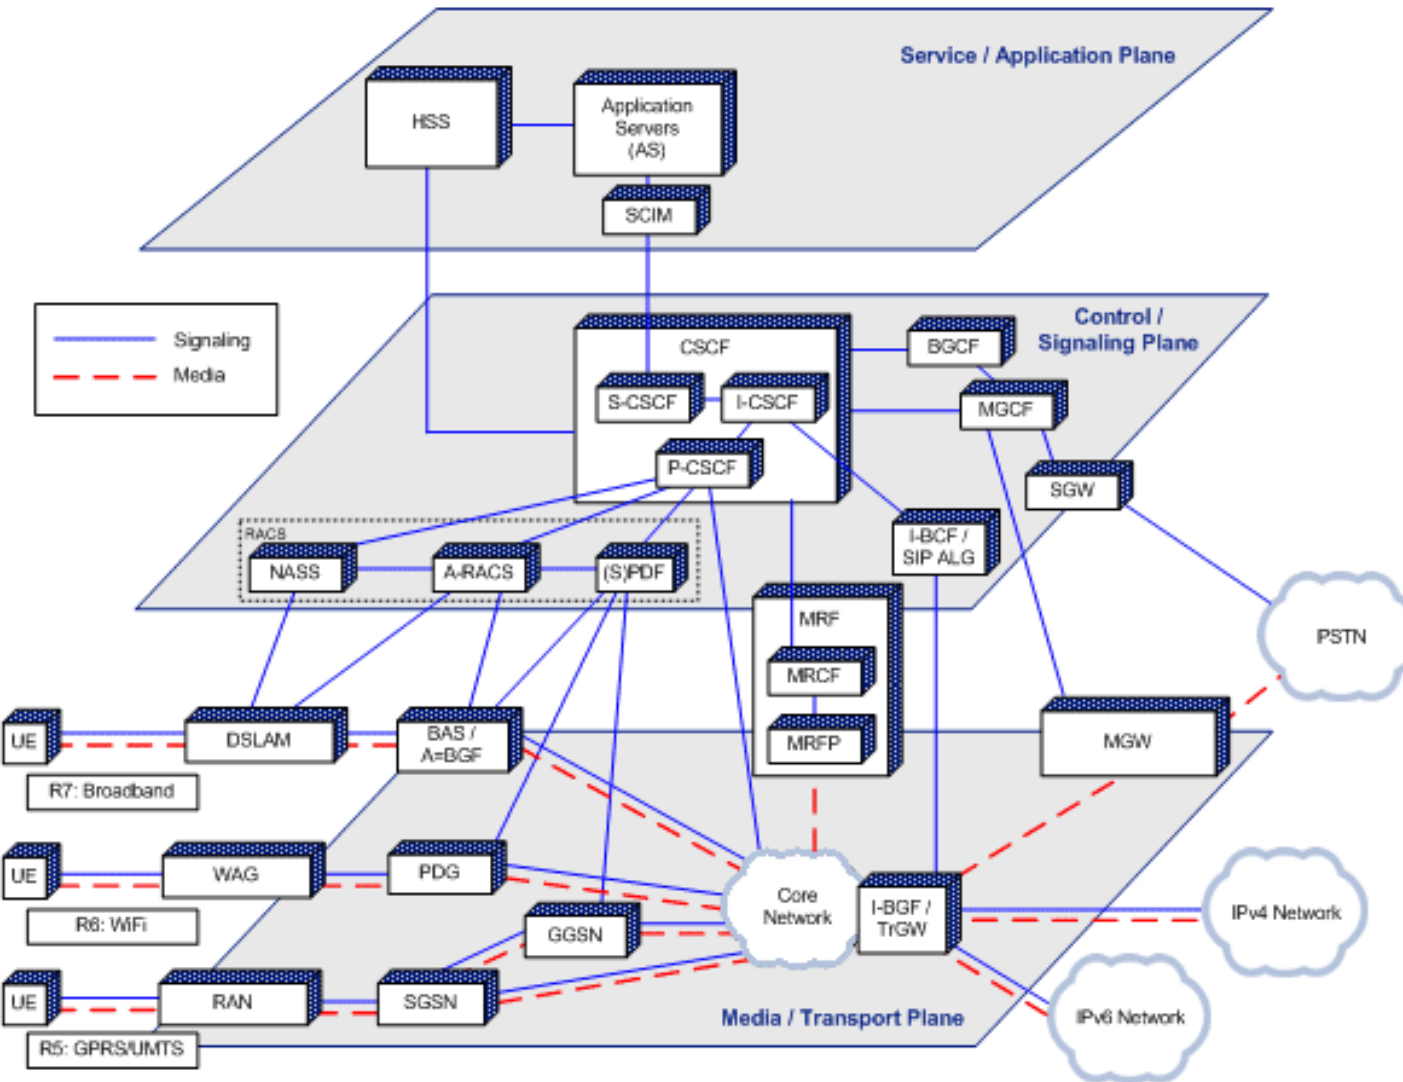 Service / Application Plane
HSS
Application
Servers
(AS)
SCIM
Signaling
Media
Control /
Signaling Plane
CSCF
BGCF
S-CSCF
I-CSCF
MGCF
P-CSCF
SGW
RACS
NASS
A-RACS
(S)PDF
I-BCF /
SIP ALG
MRF
PSTN
MRCF
UE
DSLAM
BAS /
A=BGF
MRFP
MGW
R7: Broadband
UE
WAG
PDG
Core
Network
I-BGF /
TrGW
IPv4 Network
R6: WiFi
GGSN
UE
RAN
SGSN
Media / Transport Plane
IPv6 Network
R5: GPRS/UMTS